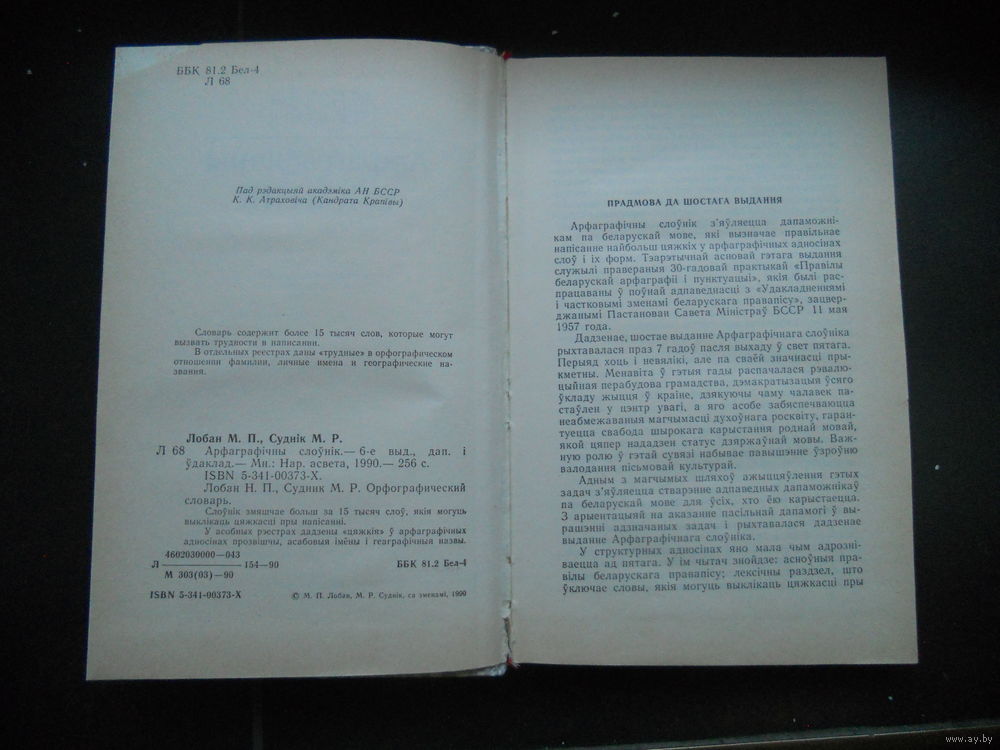 ББК 81.2 Бел-4
Л 68
Пад рэдакцыяй акадэміка АН БССР
К. К. Атраховіча (Кандрата Крапівы)
Словарь содержит более 15 тысяч слов, которые могут
вызвать трудности в написании.
В отдельных реестрах даны «трудные» в орфографическом
отношении фамилии, личные имена и географические на-
звания.
Лобан М. П., Суднік М. Р.
Л 68 Арфаграфічны слоўнік.— 6-е выд., дап. і
ўдаклад.— Мн.: Нар. асвета, 1990.— 256 с.
ISBN 5-341-00373-X.
Лобан Н. П., Судник М. Р. Орфографический
словарь.
Слоўнік змяшчае больш за 15 тысяч слоў, якія могуць
выклікаць цяжкасці пры напісанні.
У асобных рэестрах дадзены «цяжкія» ў арфаграфічных
адносінах прозвішчы, асабовыя імёны і геаграфічныя назвы.
4602030000—043
Л 154—90 ББК 81.2 Бел-4
М 303(03)—90
ISBN 5-341-00373-X © М. П. Лобан, М. Р. Суднік, са зменамі, 1990
ПРАДМОВА ДА ШОСТАГА ВЫДАННЯ
Арфаграфічны слоўнік з'яўляецца дапаможні-
кам па беларускай мове, які вызначае правільнае
напісанне найбольш цяжкіх у арфаграфічных адносінах
слоў і іх форм. Тэарэтычнай асновай гэтага выдання
служылі правераныя 30-гадовай практыкай «Правілы
беларускай арфаграфіі і пунктуацыі», якія былі рас-
працаваны ў поўнай адпаведнасці з «Удакладненнямі
і частковымі зменамі беларускага правапісу», зацвер-
джанымі Пастановай Савета Міністраў БССР 11 мая
1957 года.
Дадзенае, шостае выданне Арфаграфічнага слоўніка
рыхтавалася праз 7 гадоў пасля выхаду ў свет пятага.
Перыяд хоць і невялікі, але па сваёй значнасці пры-
кметны. Менавіта ў гэтыя гады распачалася рэвалю-
цыйная перабудова грамадства, дэмакратызацыя ўсяго
ўкладу жыцця ў краіне, дзякуючы чаму чалавек па-
стаўлен у цэнтр увагі, а яго асобе забяспечваюцца
неабмежаваныя магчымасці духоўнага росквіту, гаран-
туецца свабода шырокага карыстання роднай мовай,
якой цяпер нададзен статус дзяржаўнай мовы. Важ-
ную ролю ў гэтай сувязі набывае павышэнне ўзроўню
валодання пісьмовай культурай.
Адным з магчымых шляхоў ажыццяўлення гэтых
задач з'яўляецца стварэнне адпаведных дапаможнікаў
па беларускай мове для ўсіх, хто ёю карыстаецца.
З арыентацыяй на аказанне пасільнай дапамогі ў вы-
рашэнні адзначаных задач і рыхтавалася дадзенае
выданне Арфаграфічнага слоўніка.
У структурных адносінах яно мала чым адрозні-
ваецца ад пятага. У ім чытач знойдзе: асноўныя пра-
вілы беларускага правапісу; лексічны раздзел, што
ўключае словы, якія могуць выклікаць цяжкасці пры
www.ay.by